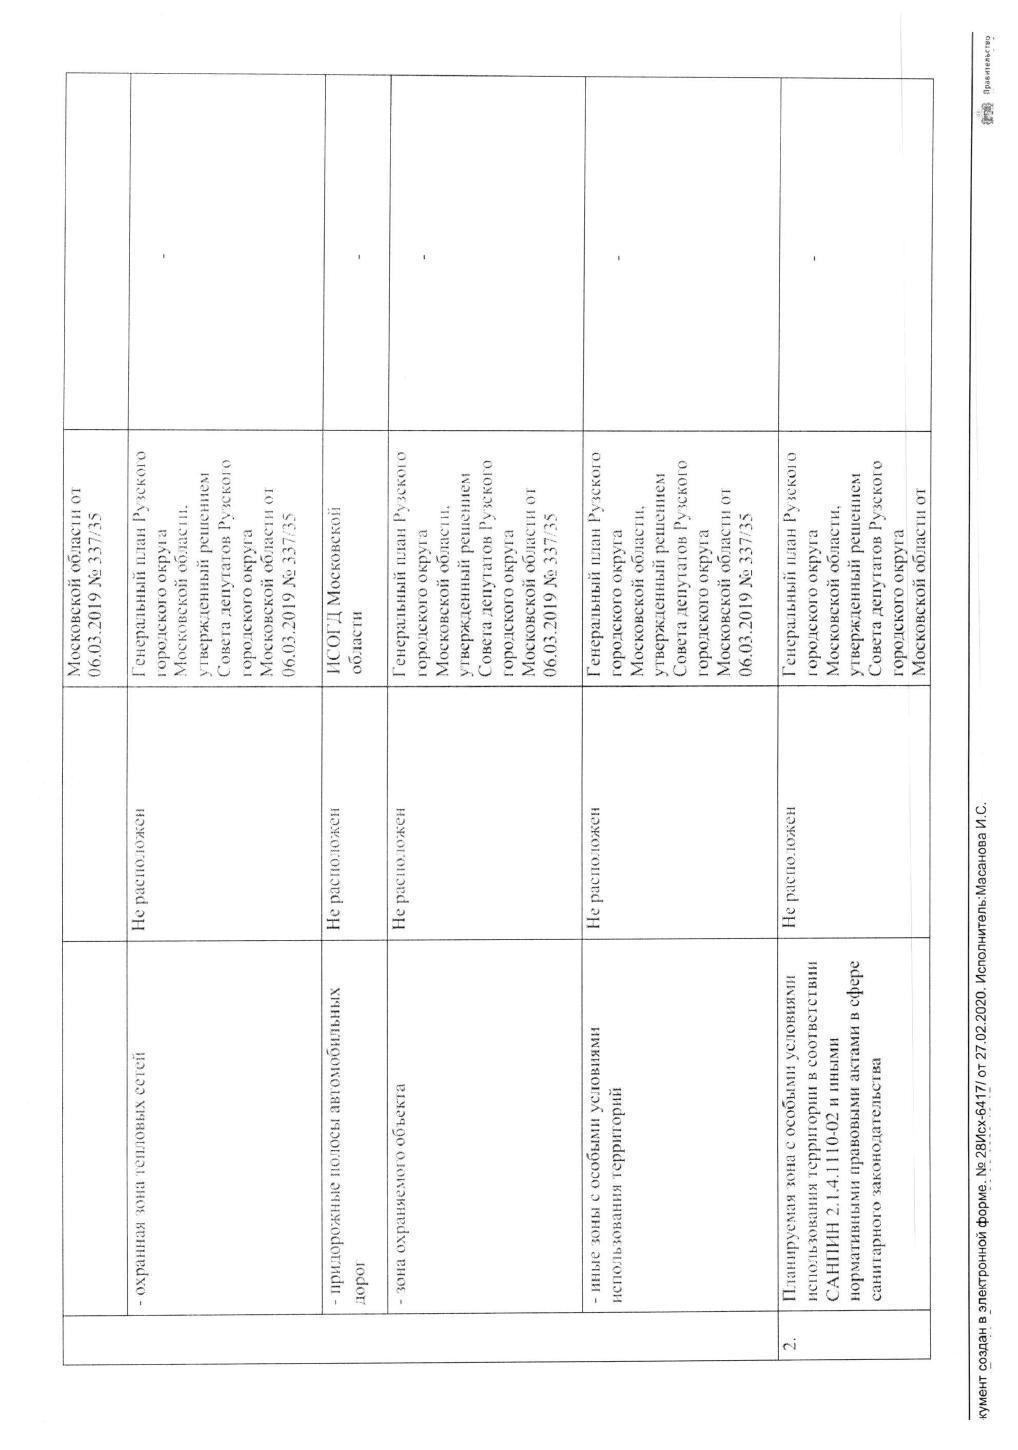 Московской области от
06.03.2019 № 337/35
- охранная зона тепловых сетей
Не расположен
Генеральный план Рузского
городского округа
Московской области,
утвержденный решением
Совета депутатов Рузского
городского округа
Московской области от
06.03.2019 № 337/35
-
- придорожные полосы автомобильных
дорог
Не расположен
ИСОГД Московской
области
-
- зона охраняемого объекта
Не расположен
Генеральный план Рузского
городского округа
Московской области,
утвержденный решением
Совета депутатов Рузского
городского округа
Московской области от
06.03.2019 № 337/35
-
- иные зоны с особыми условиями
использования территорий
Не расположен
Генеральный план Рузского
городского округа
Московской области,
утвержденный решением
Совета депутатов Рузского
городского округа
Московской области от
06.03.2019 № 337/35
-
2.
Планируемая зона с особыми условиями
использования территории в соответствии
САНПИН 2.1.4.1110-02 и иными
нормативными правовыми актами в сфере
санитарного законодательства
Не расположен
Генеральный план Рузского
городского округа
Московской области,
утвержденный решением
Совета депутатов Рузского
городского округа
Московской области от
-
кумент создан в электронной форме. № 28Исх-6417/ от 27.02.2020. Исполнитель:Масанова И.С.
Правительство